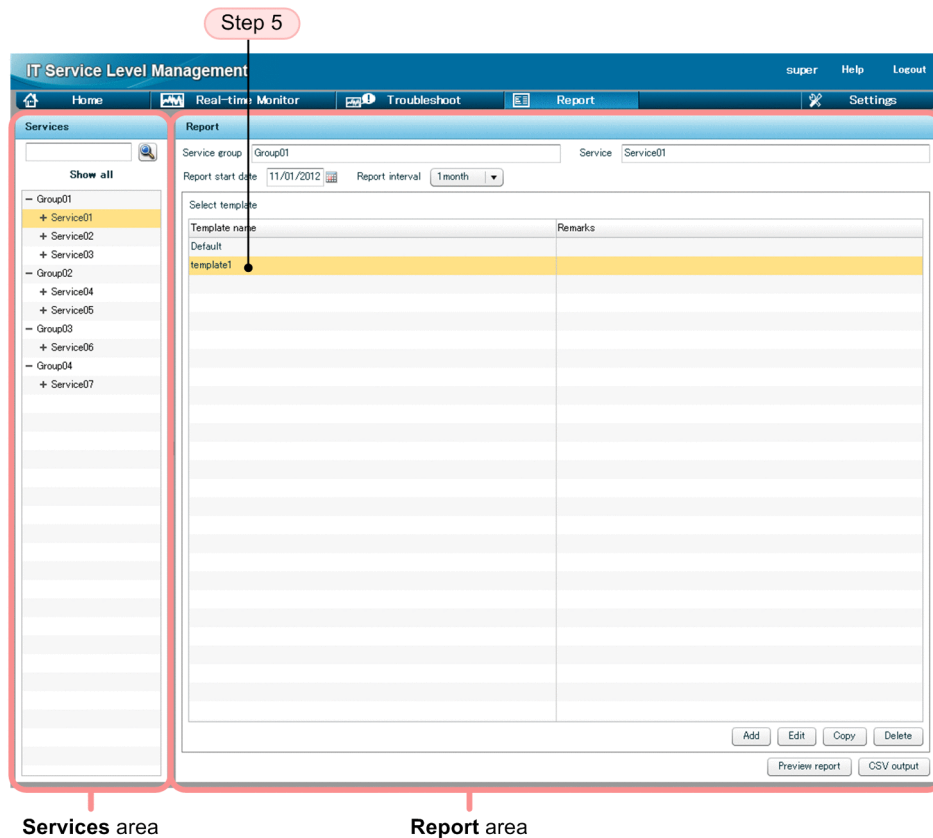 Step 5
IT Service Level Management
super Help Logout
Home Real-time Monitor Troubleshoot Report Settings
Services
Show all
− Group01
+ Service01
+ Service02
+ Service03
− Group02
+ Service04
+ Service05
− Group03
+ Service06
− Group04
+ Service07
Report
Service group Group01 Service Service01
Report start date 11/01/2012 Report interval 1month
Select template
Template name Remarks
Default
template1
Add Edit Copy Delete
Preview report CSV output
Services area Report area